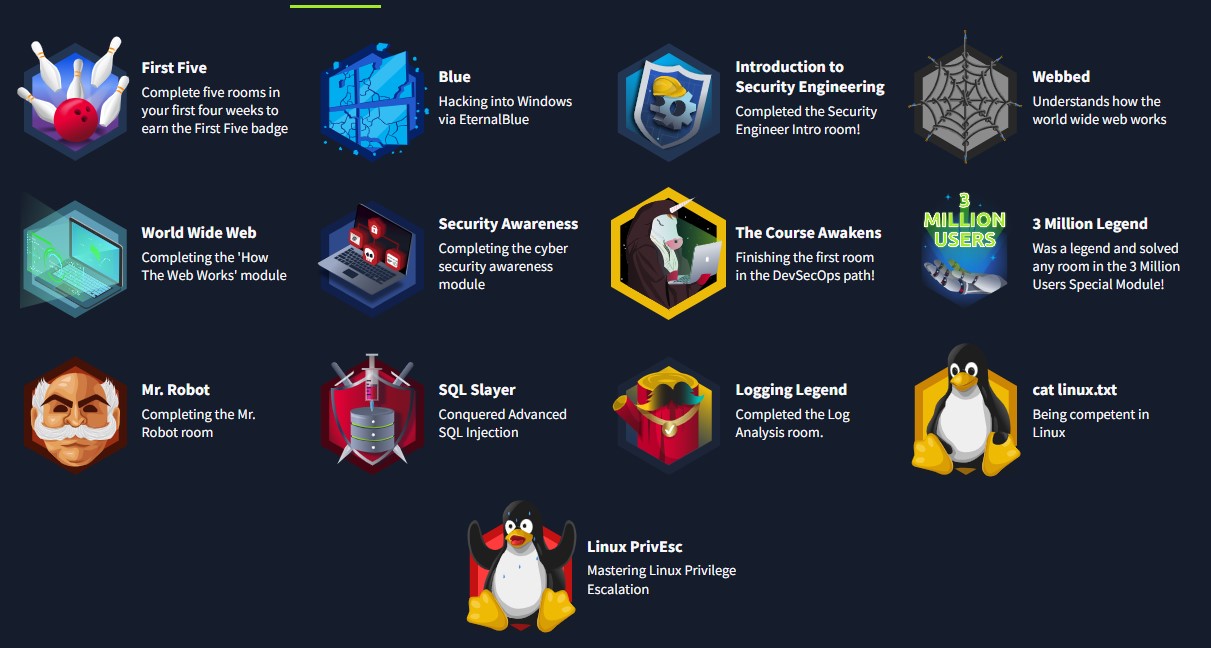 First Five
Complete five rooms in
your first four weeks to
earn the First Five badge
Blue
Hacking into Windows
via EternalBlue
Introduction to
Security Engineering
Completed the Security
Engineer Intro room!
Webbed
Understands how the
world wide web works
World Wide Web
Completing the 'How
The Web Works' module
Security Awareness
Completing the cyber
security awareness
module
The Course Awakens
Finishing the first room
in the DevSecOps path!
3
MILLION
USERS
3 Million Legend
Was a legend and solved
any room in the 3 Million
Users Special Module!
Mr. Robot
Completing the Mr.
Robot room
SQL Slayer
Conquered Advanced
SQL Injection
Logging Legend
Completed the Log
Analysis room.
cat linux.txt
Being competent in
Linux
Linux PrivEsc
Mastering Linux Privilege
Escalation